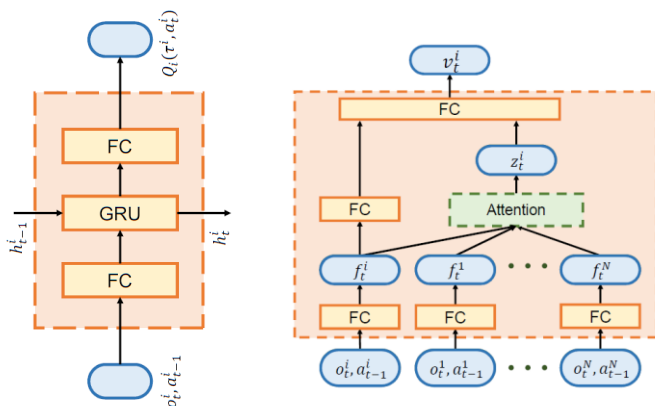 Q_i(τ^i, a_t^i)
FC
GRU
h_{t-1}^i
h_t^i
FC
o_t^i, a_{t-1}^i
v_t^i
FC
z_t^i
FC
Attention
f_t^i
f_t^1
f_t^N
FC
FC
FC
o_t^i, a_{t-1}^i
o_t^1, a_{t-1}^1
o_t^N, a_{t-1}^N